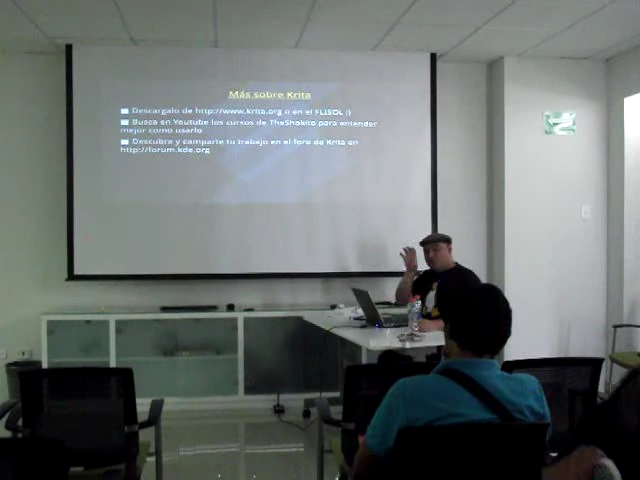 Más sobre Krita
Descargalo de http://www.krita.org o en el FLISOL ;)
Busca en Youtube los cursos de TheShokito para entender
mejor como usarlo
Descubre y comparte tu trabajo en el foro de Krita en
http://forum.kde.org